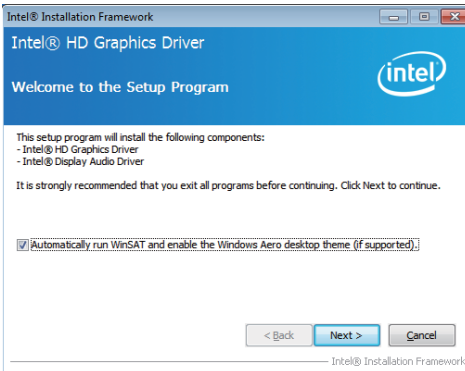 Intel® Installation Framework
Intel® HD Graphics Driver
intel
Welcome to the Setup Program
This setup program will install the following components:
- Intel® HD Graphics Driver
- Intel® Display Audio Driver
It is strongly recommended that you exit all programs before continuing. Click Next to continue.
Automatically run WinSAT and enable the Windows Aero desktop theme (if supported).
< Back Next > Cancel
Intel® Installation Framework